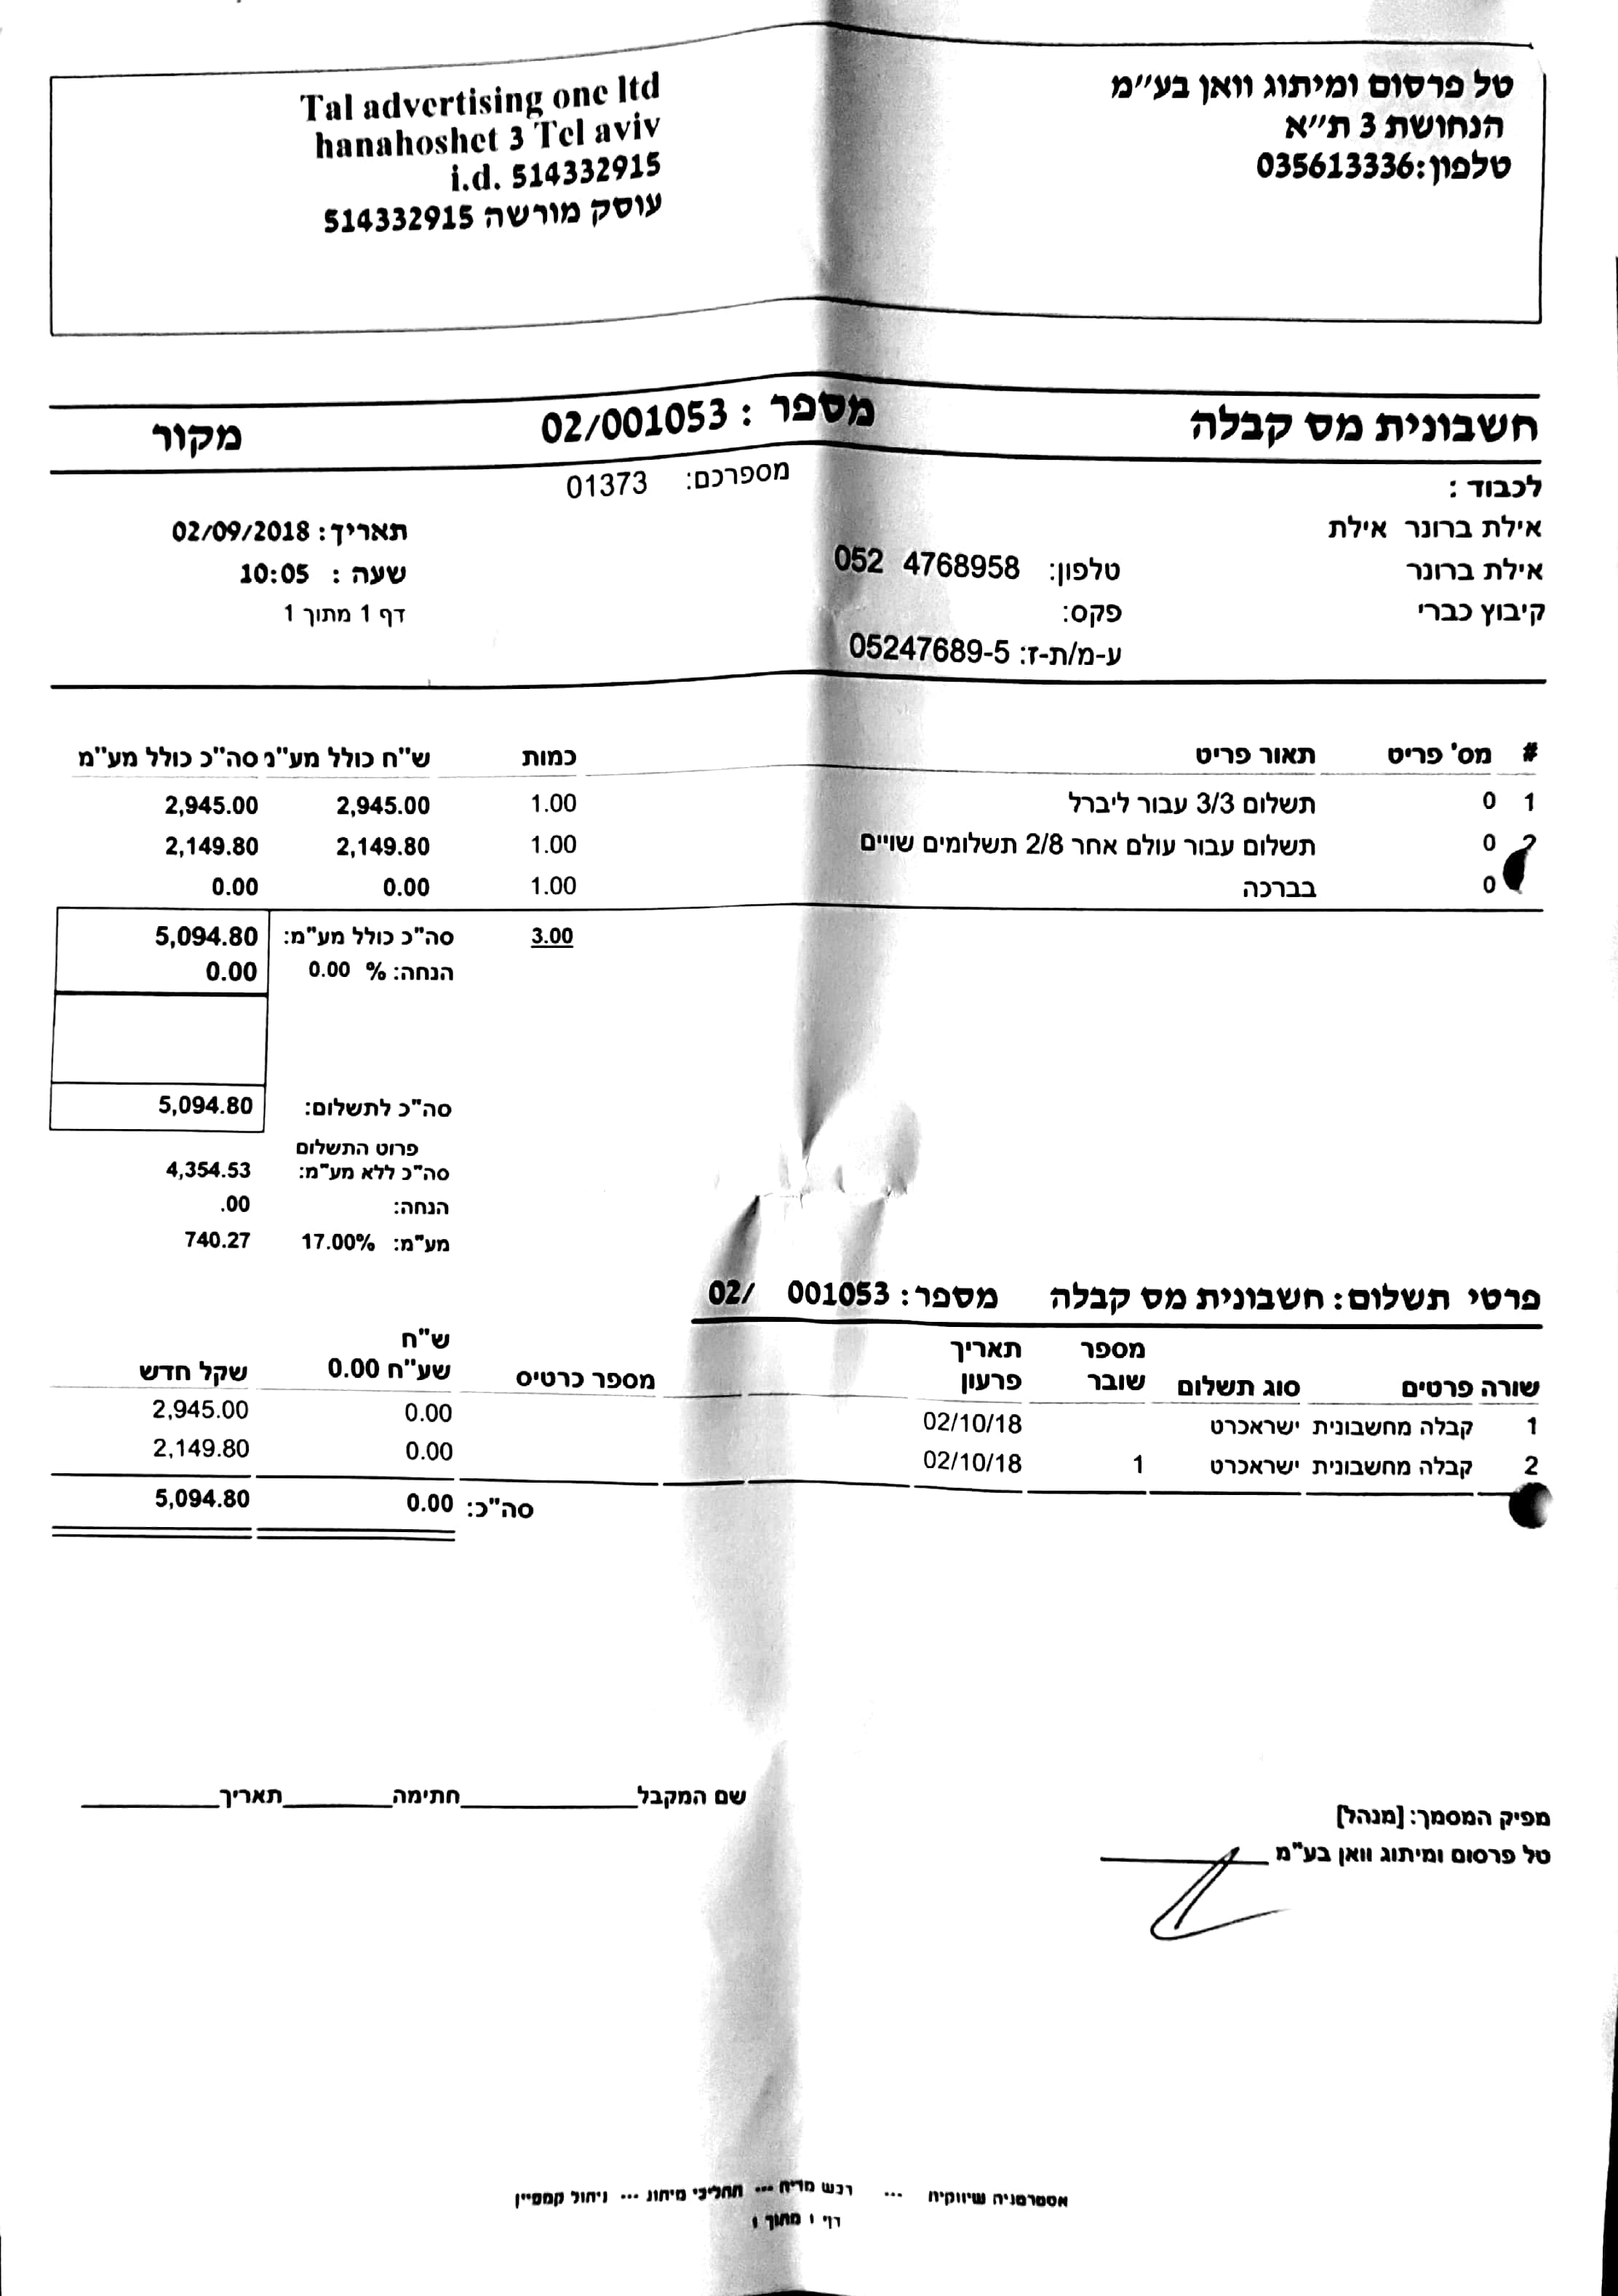 טל פרסום ומיתוג וואן בע״מ
הנחושת 3 ת״א
טלפון:035613336
Tal advertising one ltd
hanahoshet 3 Tel aviv
i.d. 514332915
עוסק מורשה 514332915
חשבונית מס קבלה מספר : 02/001053 מקור
מספרכם: 01373
לכבוד :
אילת ברונר אילת
אילת ברונר
קיבוץ כברי
טלפון: 052 4768958
פקס:
ע-מ/ת-ז: 05247689-5
תאריך : 02/09/2018
שעה : 10:05
דף 1 מתוך 1
# מס' פריט תאור פריט כמות ש"ח כולל מע"מ סה"כ כולל מע"מ
1 0 תשלום 3/3 עבור ליברל 1.00 2,945.00 2,945.00
2 0 תשלום עבור עולם אחר 2/8 תשלומים שויים 1.00 2,149.80 2,149.80
0 בברכה 1.00 0.00 0.00
3.00 סה"כ כולל מע"מ: 5,094.80
הנחה: % 0.00 0.00
סה"כ לתשלום: 5,094.80
פרוט התשלום
סה"כ ללא מע"מ: 4,354.53
הנחה: .00
מע"מ: 17.00% 740.27
פרטי תשלום: חשבונית מס קבלה מספר: 001053 02/
שורה פרטים סוג תשלום מספר שובר תאריך פרעון מספר כרטיס ש"ח שע"ח 0.00 שקל חדש
1 קבלה מחשבונית ישראכרט 02/10/18 0.00 2,945.00
2 קבלה מחשבונית ישראכרט 1 02/10/18 0.00 2,149.80
סה"כ: 0.00 5,094.80
שם המקבל____________חתימה________תאריך__________
מפיק המסמך: [מנהל]
טל פרסום ומיתוג וואן בע"מ ____________
אסטרטגיה שיווקית ... רכש מדיה ... תהליכי מיתוג ... ניהול קמפיין
דף 1 מתוך 1